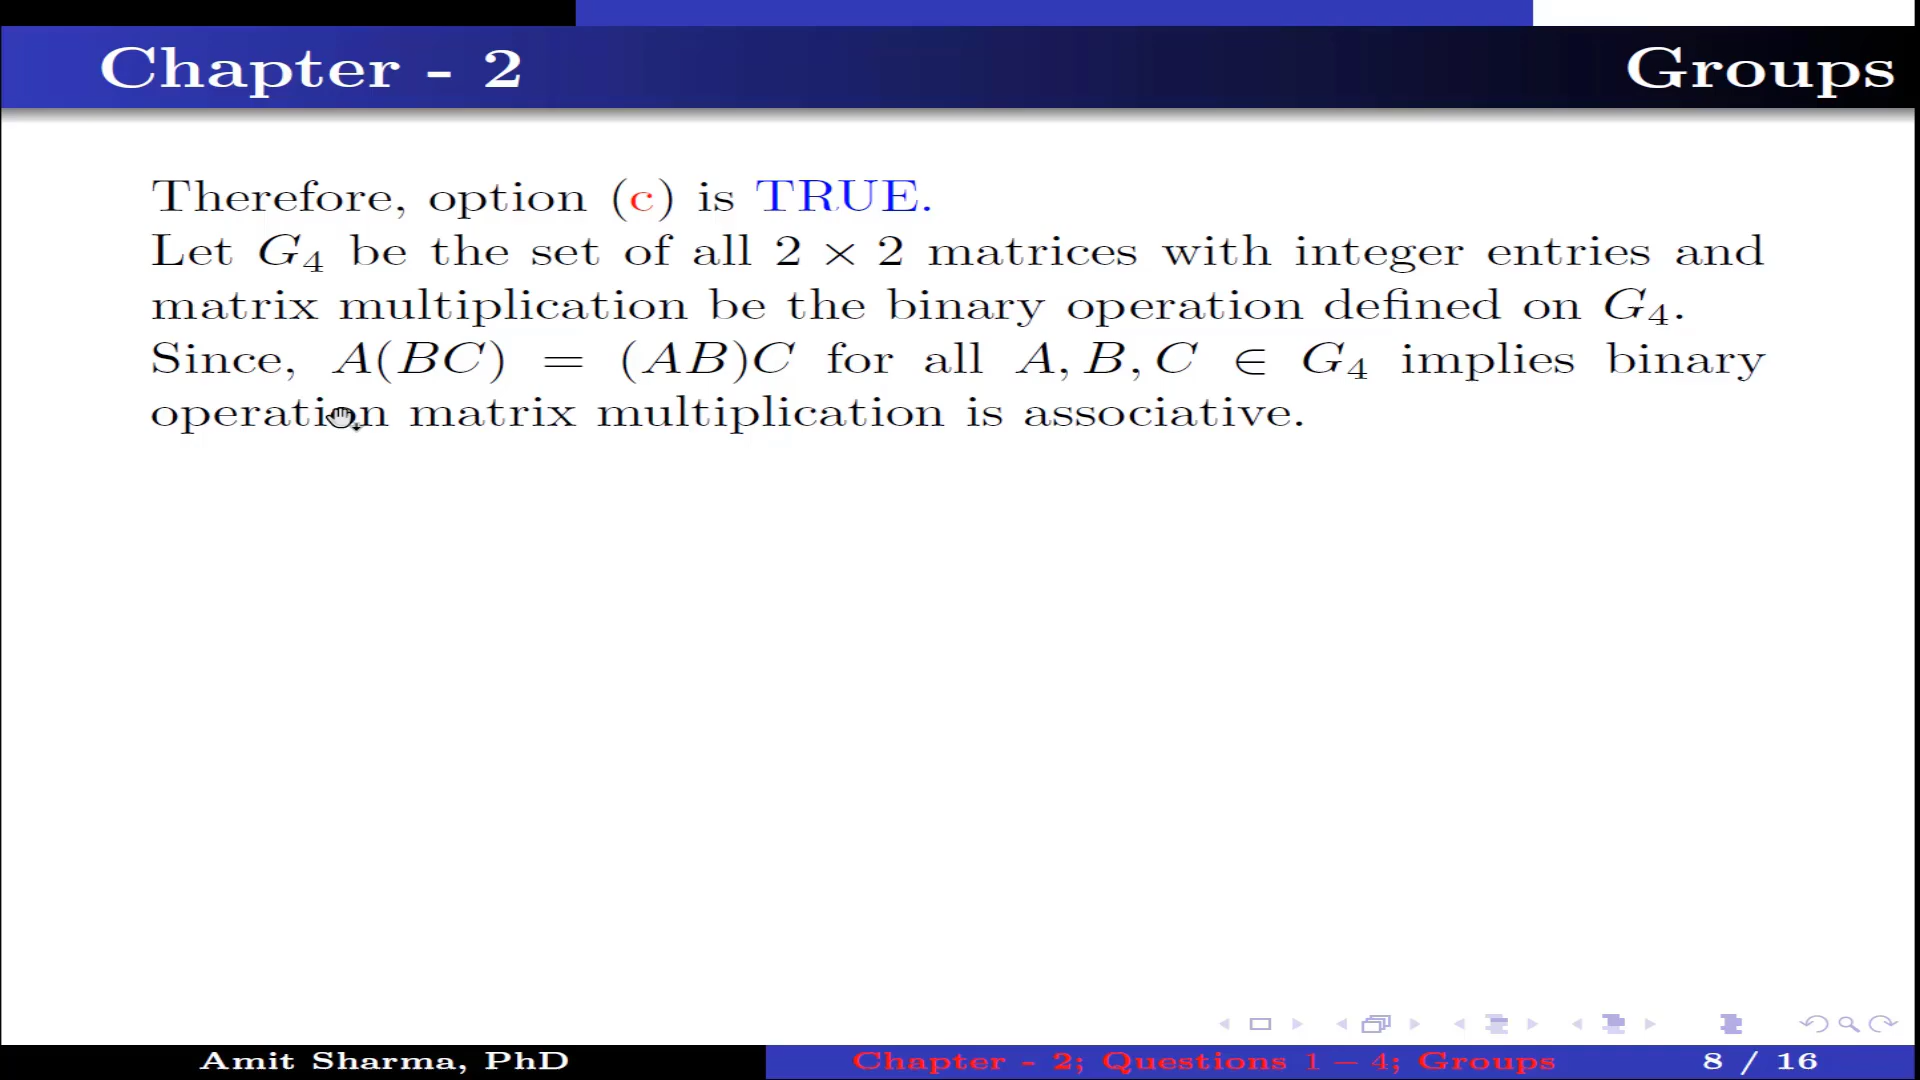 Chapter - 2 Groups
Therefore, option (c) is TRUE.
Let G₄ be the set of all 2 × 2 matrices with integer entries and
matrix multiplication be the binary operation defined on G₄.
Since, A(BC) = (AB)C for all A, B, C ∈ G₄ implies binary
operation matrix multiplication is associative.
Amit Sharma, PhD Chapter - 2; Questions 1 − 4; Groups 8 / 16